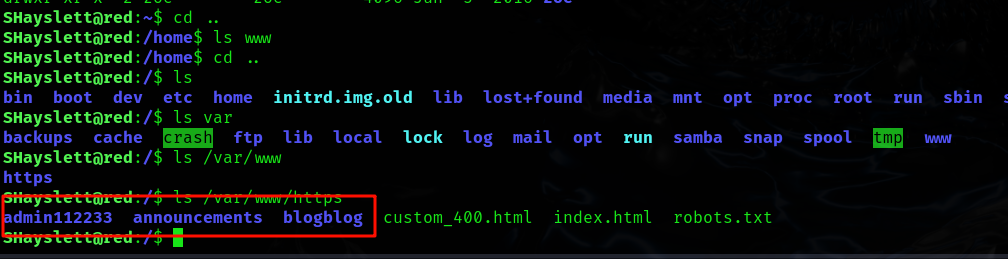 SHayslett@red:~$ cd ..
SHayslett@red:/home$ ls www
SHayslett@red:/home$ cd ..
SHayslett@red:/$ ls
bin boot dev etc home initrd.img.old lib lost+found media mnt opt proc root run sbin
SHayslett@red:/$ ls var
backups cache crash ftp lib local lock log mail opt run samba snap spool tmp www
SHayslett@red:/$ ls /var/www
https
SHayslett@red:/$ ls /var/www/https
admin112233 announcements blogblog custom_400.html index.html robots.txt
SHayslett@red:/$